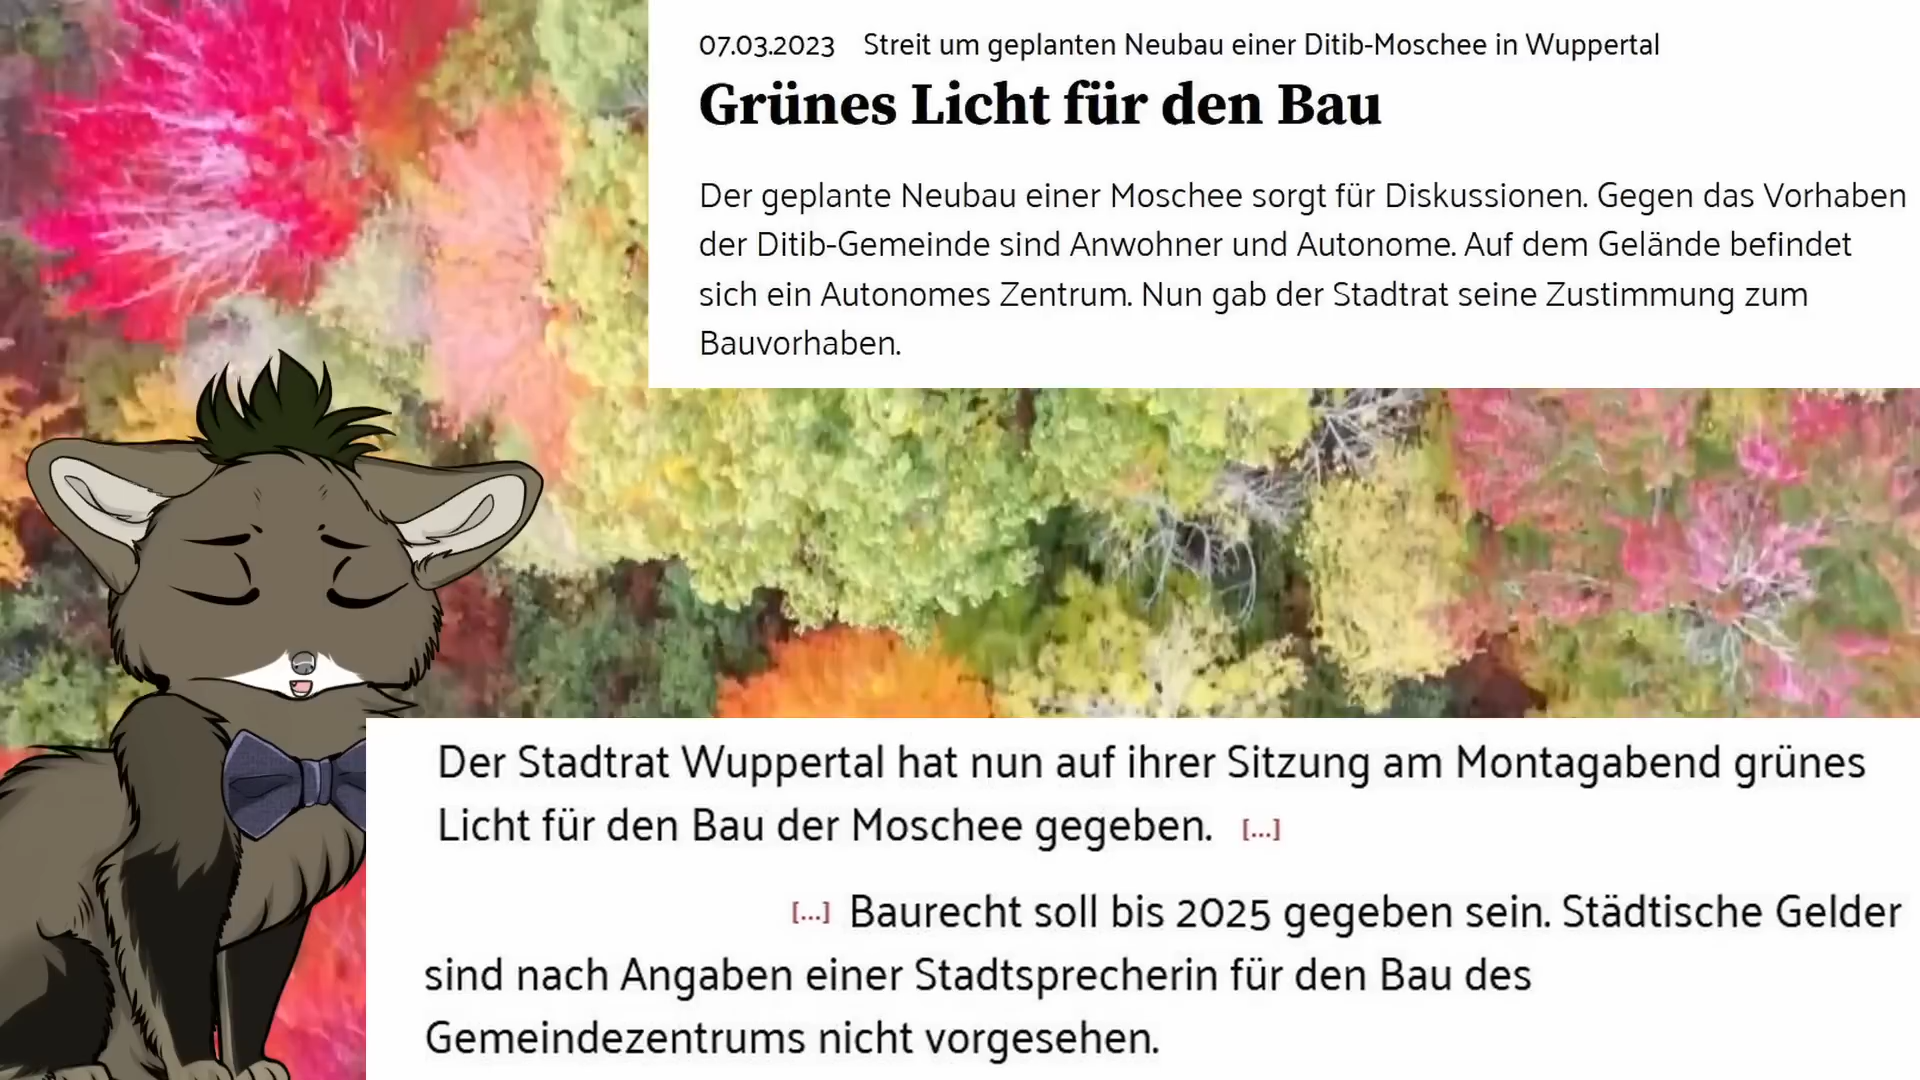 07.03.2023 Streit um geplanten Neubau einer Ditib-Moschee in Wuppertal
Grünes Licht für den Bau
Der geplante Neubau einer Moschee sorgt für Diskussionen. Gegen das Vorhaben
der Ditib-Gemeinde sind Anwohner und Autonome. Auf dem Gelände befindet
sich ein Autonomes Zentrum. Nun gab der Stadtrat seine Zustimmung zum
Bauvorhaben.
Der Stadtrat Wuppertal hat nun auf ihrer Sitzung am Montagabend grünes
Licht für den Bau der Moschee gegeben. [...]
[...] Baurecht soll bis 2025 gegeben sein. Städtische Gelder
sind nach Angaben einer Stadtsprecherin für den Bau des
Gemeindezentrums nicht vorgesehen.